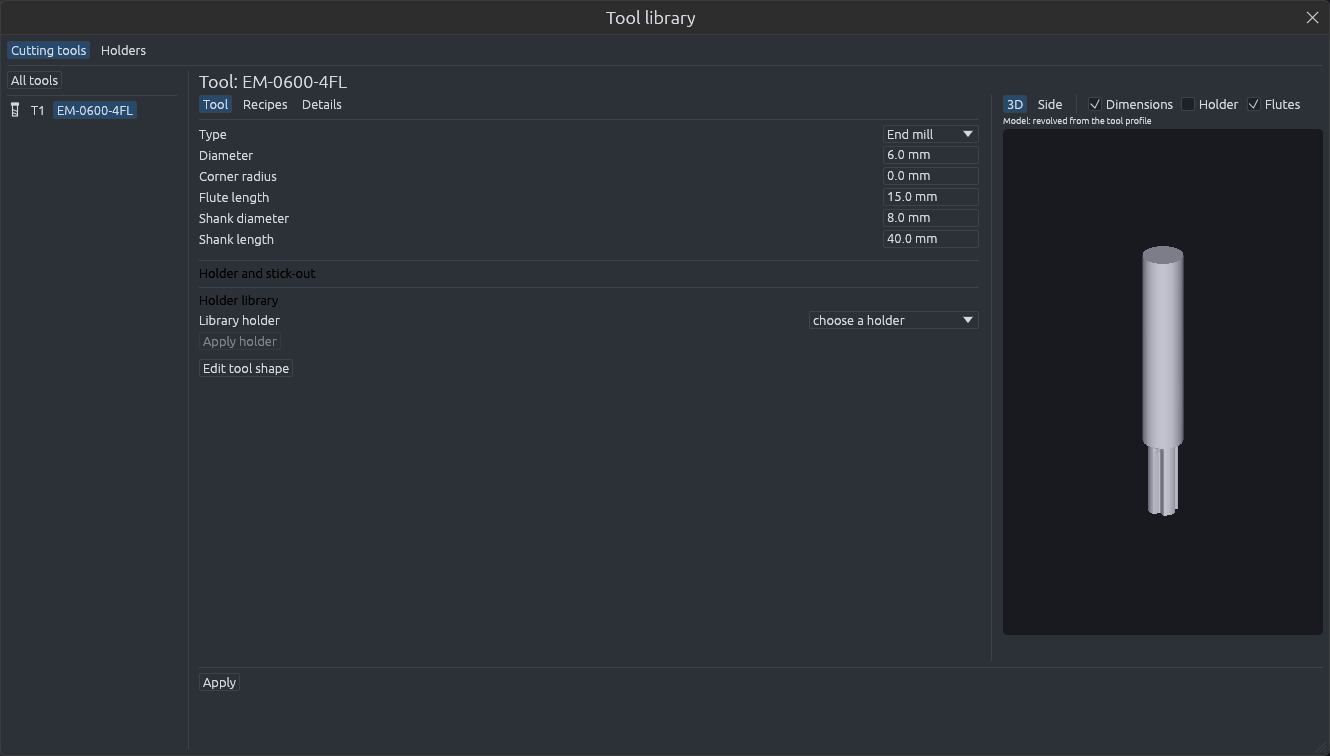 Tool library
Cutting tools Holders
All tools
T1 EM-0600-4FL
Tool: EM-0600-4FL
Tool Recipes Details
Type End mill
Diameter 6.0 mm
Corner radius 0.0 mm
Flute length 15.0 mm
Shank diameter 8.0 mm
Shank length 40.0 mm
Holder and stick-out
Holder library
Library holder choose a holder
Apply holder
Edit tool shape
3D Side Dimensions Holder Flutes
Model: revolved from the tool profile
Apply